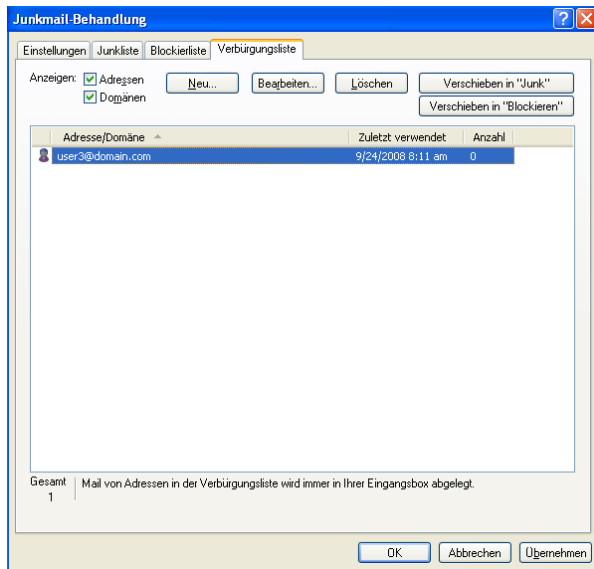 Junkmail-Behandlung
Einstellungen Junkliste Blockierliste Verbürgungsliste
Anzeigen: Adressen Neu... Bearbeiten... Löschen Verschieben in "Junk"
Domänen Verschieben in "Blockieren"
Adresse/Domäne Zuletzt verwendet Anzahl
user3@domain.com 9/24/2008 8:11 am 0
Gesamt Mail von Adressen in der Verbürgungsliste wird immer in Ihrer Eingangsbox abgelegt.
1
OK Abbrechen Übernehmen